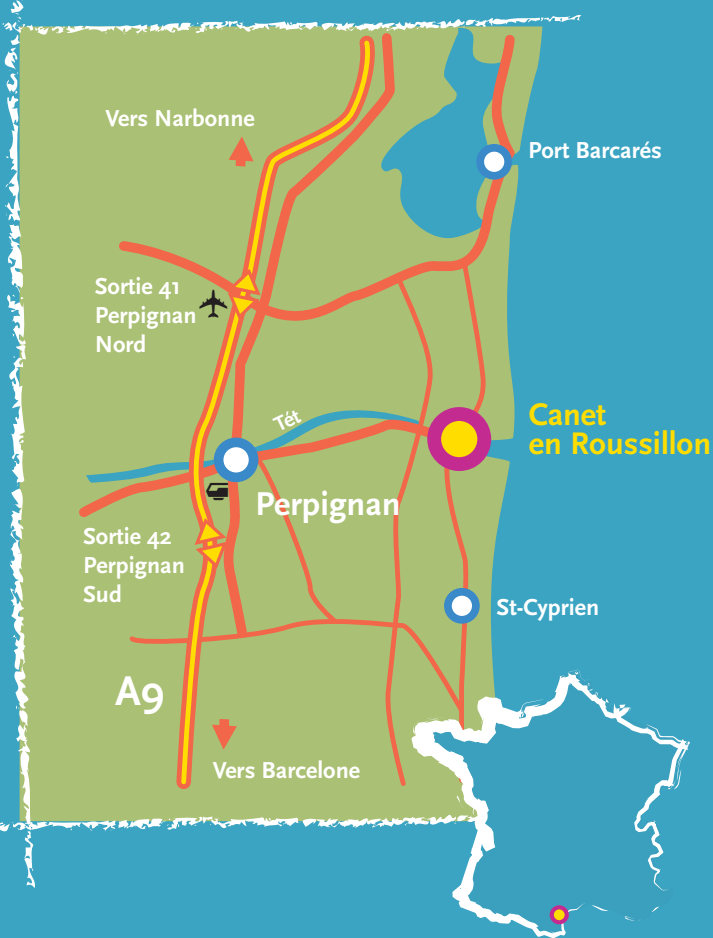 Vers Narbonne
Port Barcarés
Sortie 41
Perpignan
Nord
Têt
Canet
en Roussillon
Perpignan
Sortie 42
Perpignan
Sud
St-Cyprien
A9
Vers Barcelone